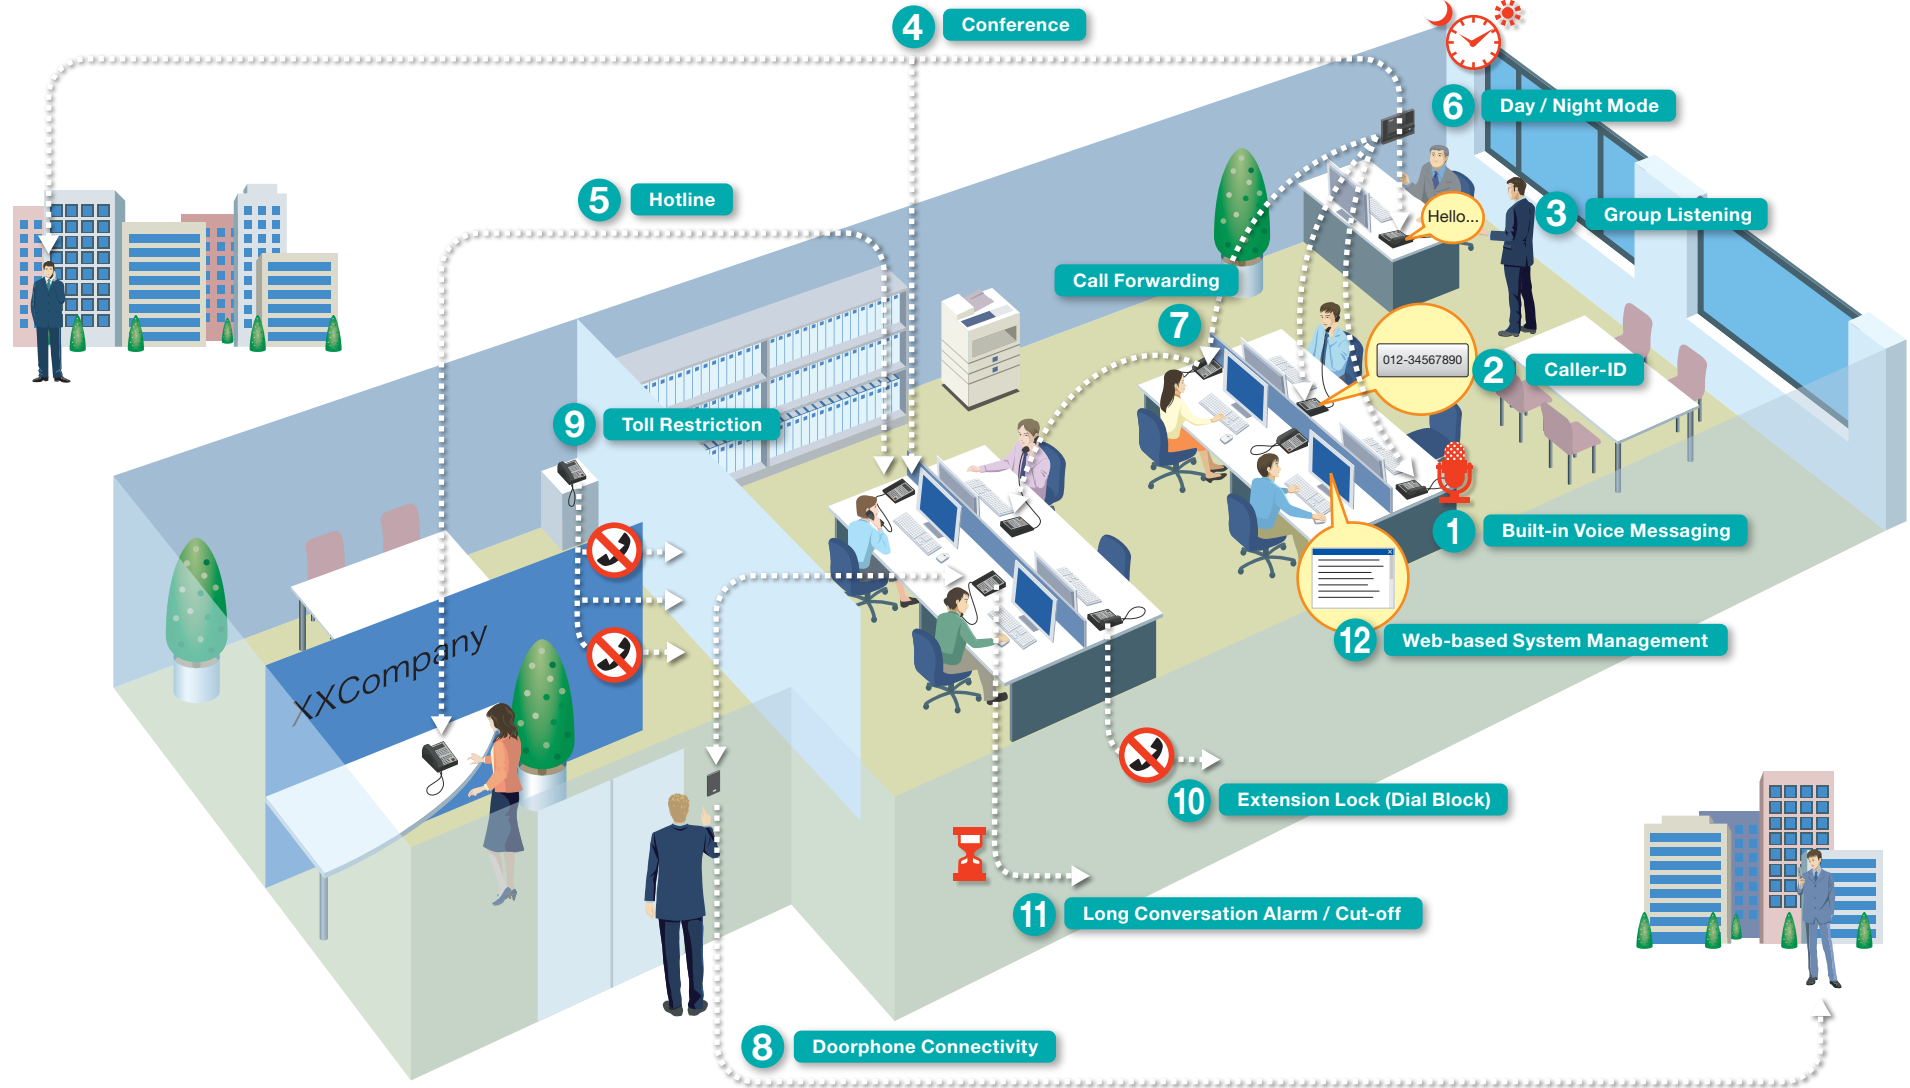 4 Conference
6 Day / Night Mode
5 Hotline
3 Group Listening
Hello...
Call Forwarding
7
012-34567890
2 Caller-ID
9 Toll Restriction
1 Built-in Voice Messaging
XXCompany
12 Web-based System Management
10 Extension Lock (Dial Block)
11 Long Conversation Alarm / Cut-off
8 Doorphone Connectivity